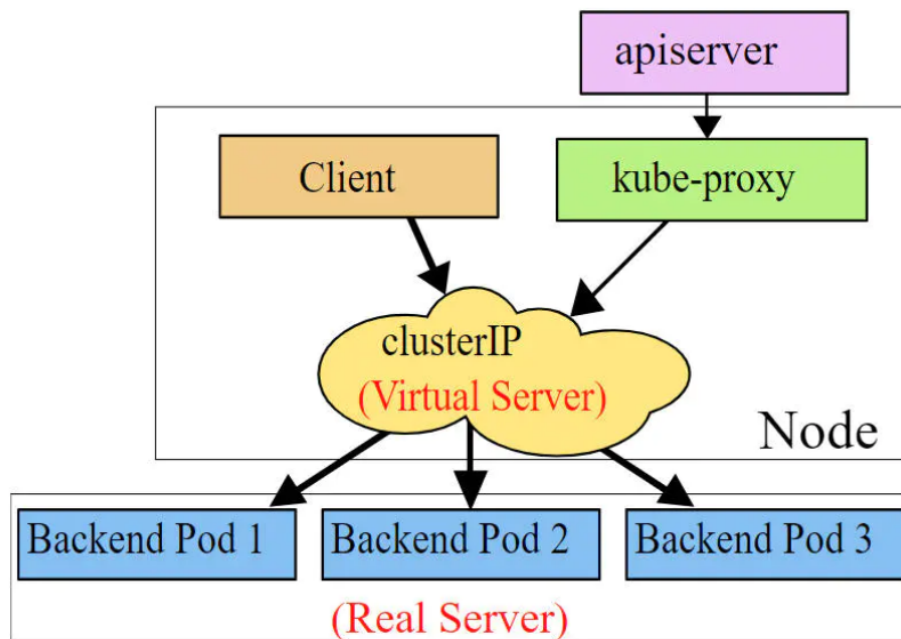 apiserver
Client
kube-proxy
clusterIP
(Virtual Server)
Node
Backend Pod 1
Backend Pod 2
Backend Pod 3
(Real Server)